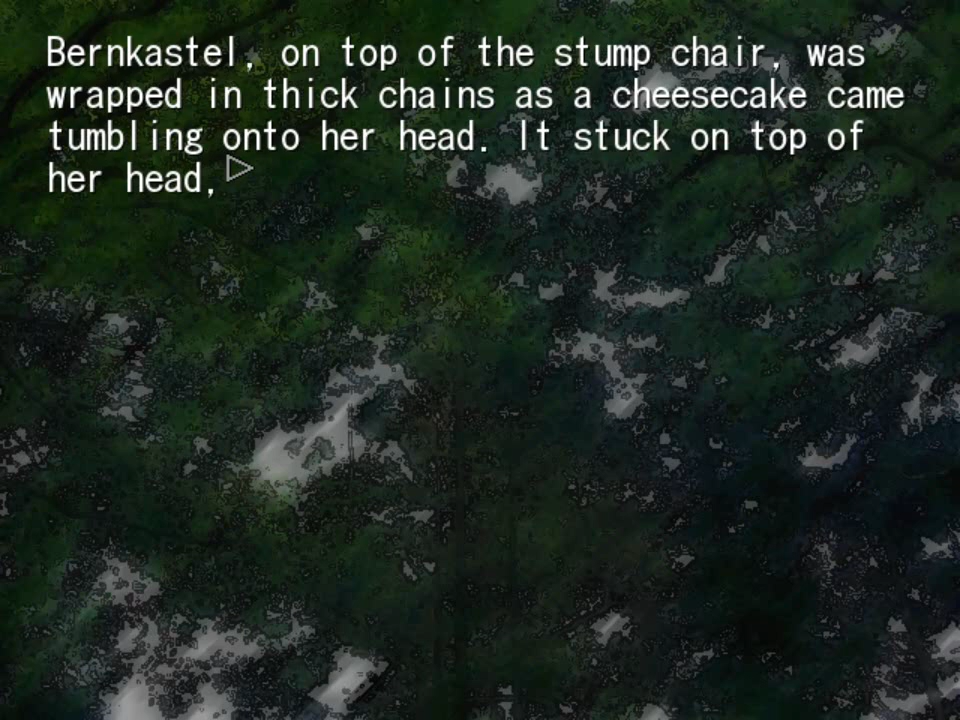 Bernkastel, on top of the stump chair, was
wrapped in thick chains as a cheesecake came
tumbling onto her head. It stuck on top of
her head,